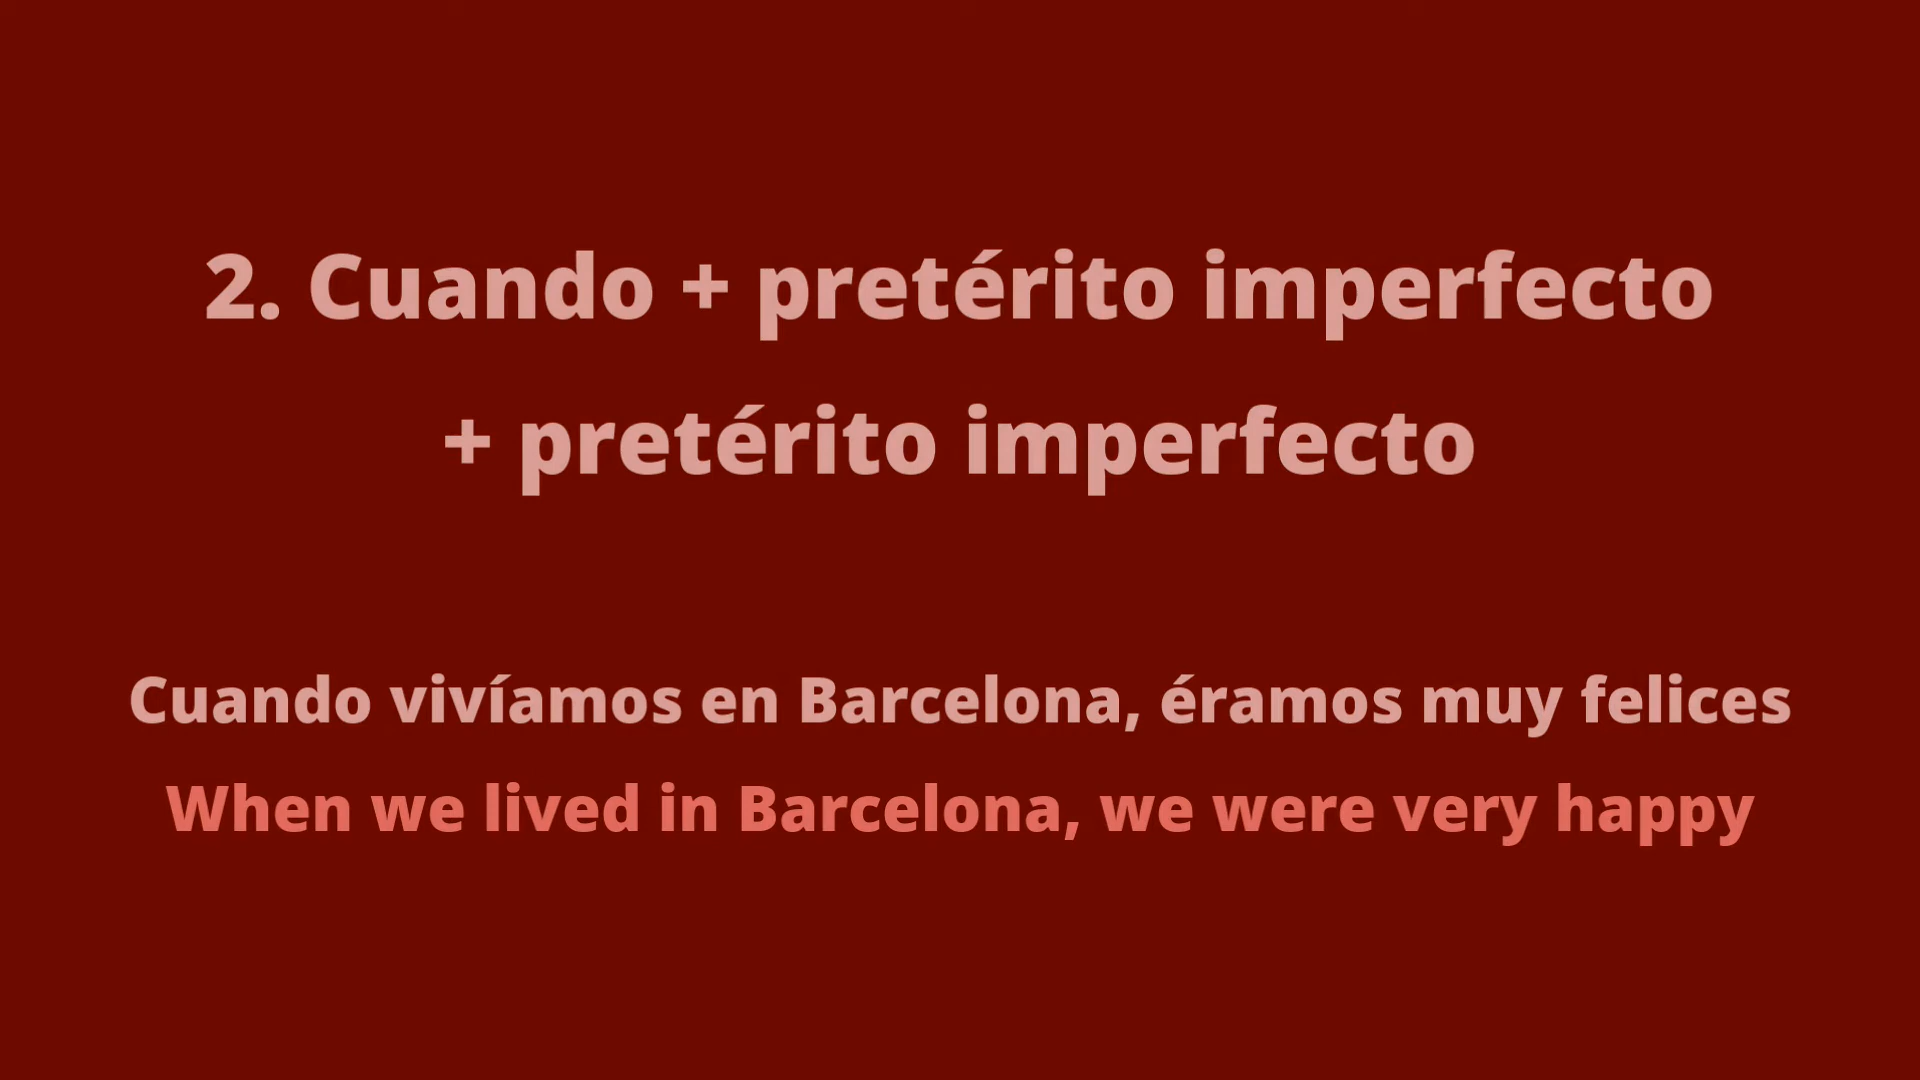 2. Cuando + pretérito imperfecto
+ pretérito imperfecto
Cuando vivíamos en Barcelona, éramos muy felices
When we lived in Barcelona, we were very happy